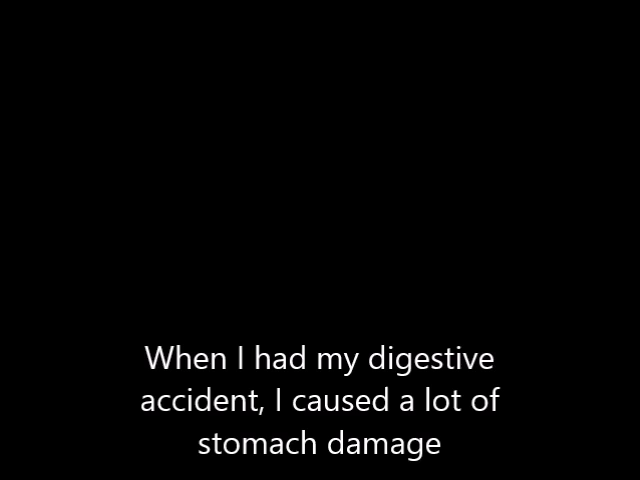 When I had my digestive
accident, I caused a lot of
stomach damage